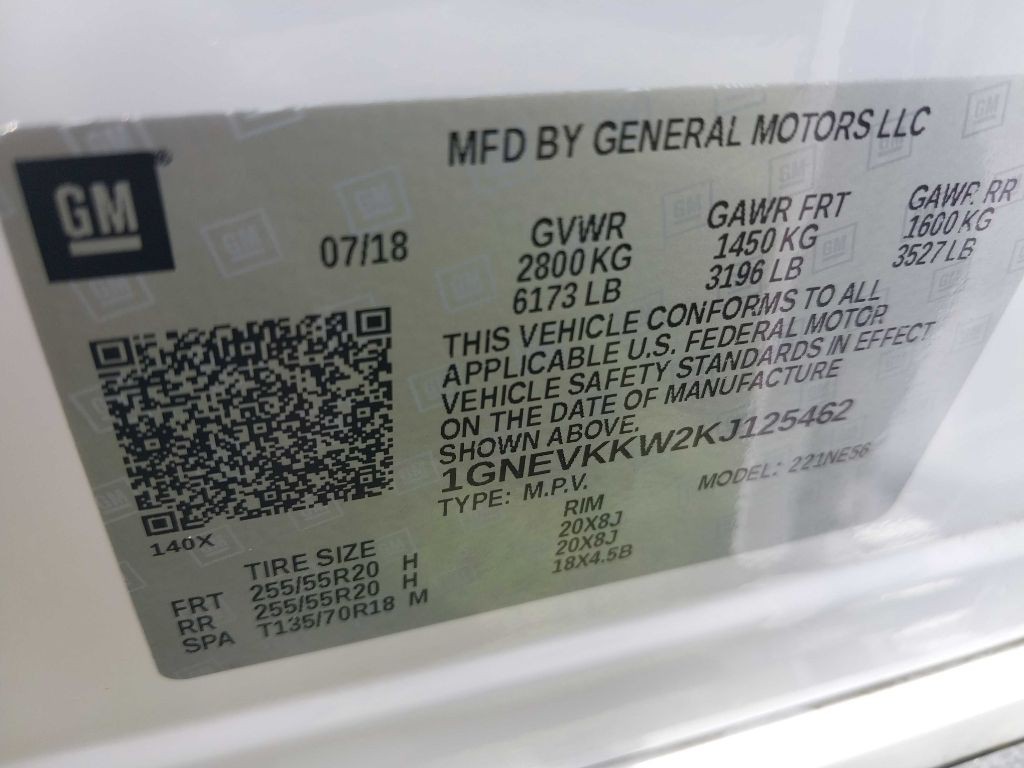 GM
MFD BY GENERAL MOTORS LLC
07/18
GVWR
2800 KG
6173 LB
GAWR FRT
1450 KG
3196 LB
GAWR RR
1600 KG
3527 LB
THIS VEHICLE CONFORMS TO ALL
APPLICABLE U.S. FEDERAL MOTOR
VEHICLE SAFETY STANDARDS IN EFFECT
ON THE DATE OF MANUFACTURE
SHOWN ABOVE.
1GNEVKKW2KJ125462
TYPE: M.P.V.
MODEL: 221NE56
140X
TIRE SIZE RIM
FRT 255/55R20 H 20X8J
RR 255/55R20 H 20X8J
SPA T135/70R18 M 18X4.5B